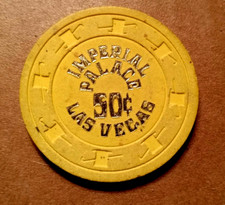 IMPERIAL
PALACE
50¢
LAS VEGAS